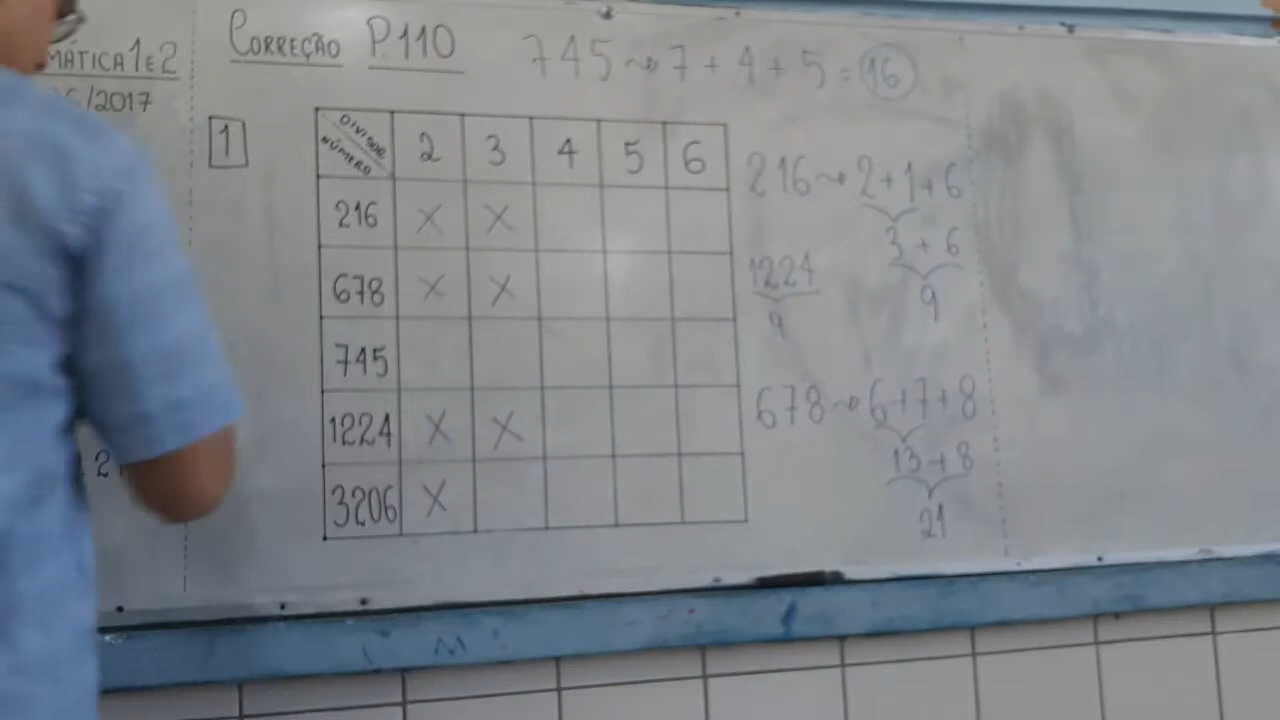 MÁTICA 1 E 2
/2017
CORREÇÃO P.110
745 ⤳ 7 + 4 + 5 = 16
1
DIVISOR
NÚMERO
2 3 4 5 6
216 X X
678 X X
745
1224 X X
3206 X
216 ⤳ 2 + 1 + 6
3 + 6
9
1224
9
678 ⤳ 6 + 7 + 8
13 + 8
21
2